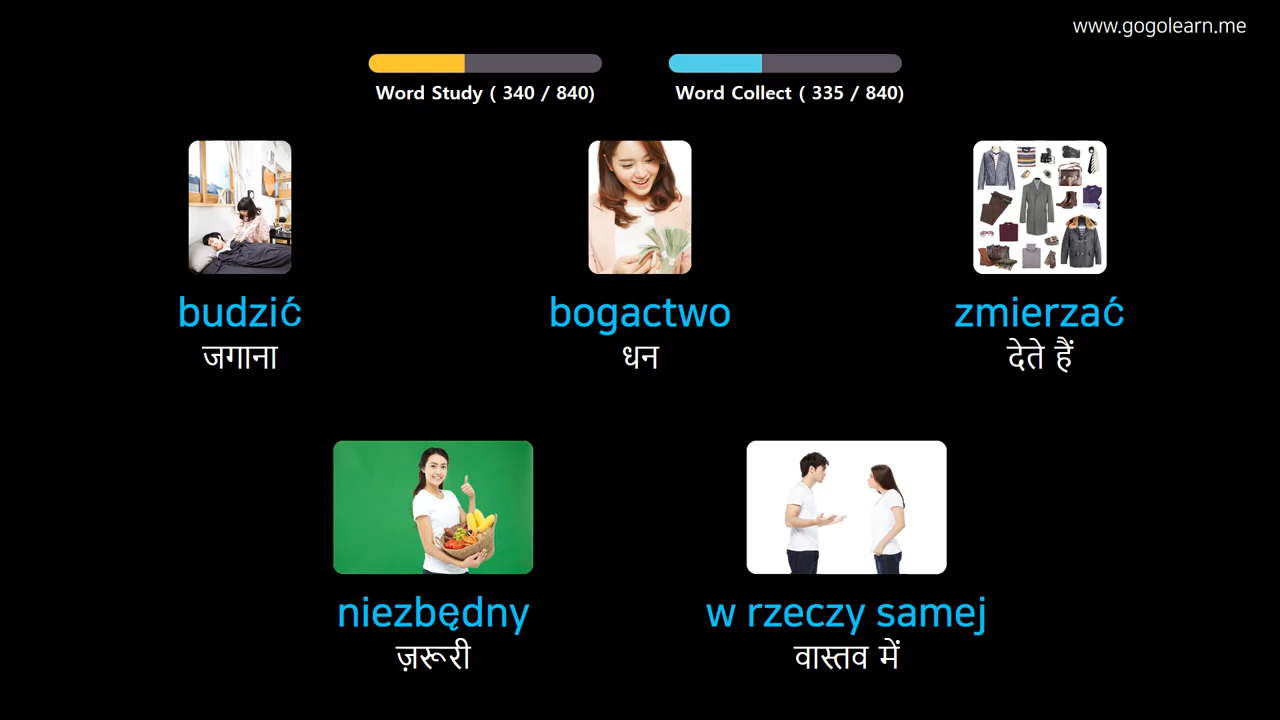 www.gogolearn.me
Word Study ( 340 / 840)
Word Collect ( 335 / 840)
budzić
जगाना
bogactwo
धन
zmierzać
देते हैं
niezbędny
ज़रूरी
w rzeczy samej
वास्तव में